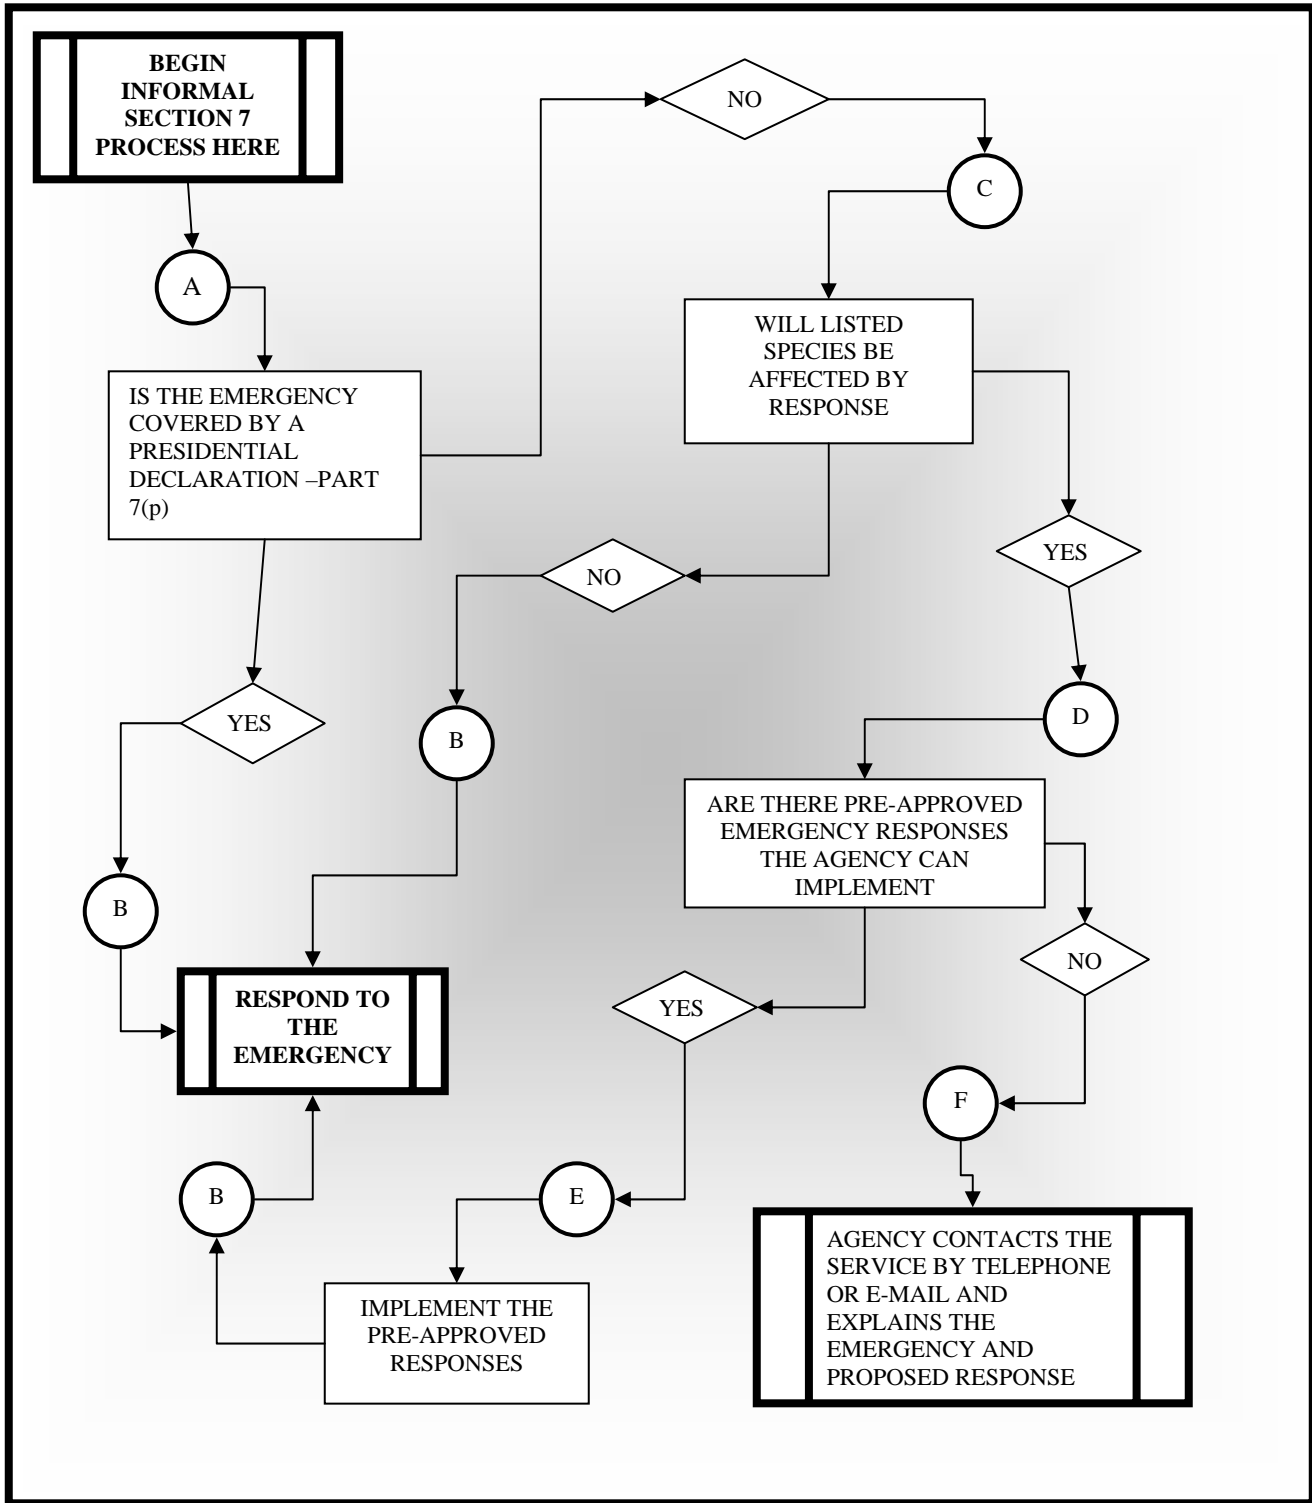 BEGIN
INFORMAL
SECTION 7
PROCESS HERE
NO
C
A
WILL LISTED
SPECIES BE
AFFECTED BY
RESPONSE
IS THE EMERGENCY
COVERED BY A
PRESIDENTIAL
DECLARATION –PART
7(p)
YES
NO
YES
B
D
ARE THERE PRE-APPROVED
EMERGENCY RESPONSES
THE AGENCY CAN
IMPLEMENT
B
NO
RESPOND TO
THE
EMERGENCY
YES
F
B
E
AGENCY CONTACTS THE
SERVICE BY TELEPHONE
OR E-MAIL AND
EXPLAINS THE
EMERGENCY AND
PROPOSED RESPONSE
IMPLEMENT THE
PRE-APPROVED
RESPONSES